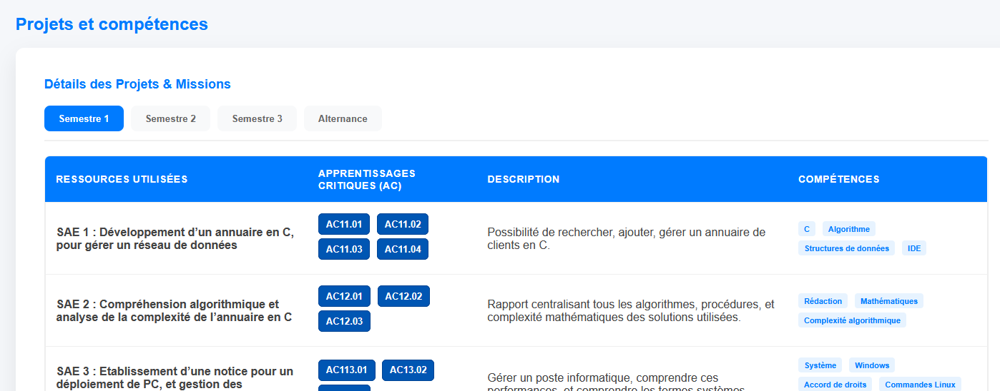 Projets et compétences
Détails des Projets & Missions
Semestre 1 Semestre 2 Semestre 3 Alternance
RESSOURCES UTILISÉES
APPRENTISSAGES
CRITIQUES (AC)
DESCRIPTION
COMPÉTENCES
SAE 1 : Développement d’un annuaire en C,
pour gérer un réseau de données
AC11.01 AC11.02
AC11.03 AC11.04
Possibilité de rechercher, ajouter, gérer un annuaire de
clients en C.
C Algorithme
Structures de données IDE
SAE 2 : Compréhension algorithmique et
analyse de la complexité de l’annuaire en C
AC12.01 AC12.02
AC12.03
Rapport centralisant tous les algorithmes, procédures, et
complexité mathématiques des solutions utilisées.
Rédaction Mathématiques
Complexité algorithmique
SAE 3 : Etablissement d’une notice pour un
déploiement de PC, et gestion des
AC113.01 AC13.02
Gérer un poste informatique, comprendre ces
performances, et comprendre les termes systèmes
Système Windows
Accord de droits Commandes Linux